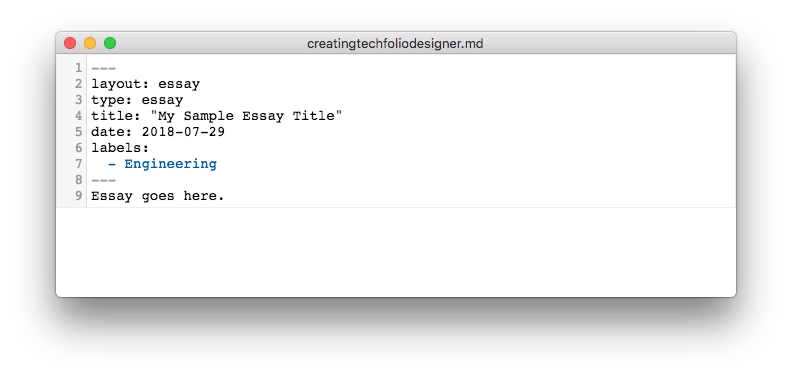 creatingtechfoliodesigner.md
1 ---
2 layout: essay
3 type: essay
4 title: "My Sample Essay Title"
5 date: 2018-07-29
6 labels:
7   - Engineering
8 ---
9 Essay goes here.